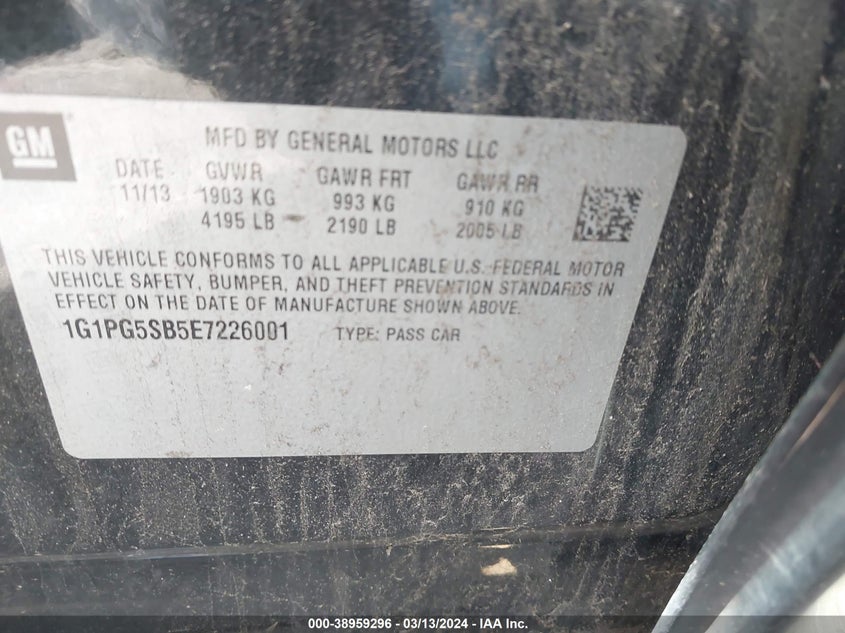 GM
MFD BY GENERAL MOTORS LLC
DATE GVWR GAWR FRT GAWR RR
11/13 1903 KG 993 KG 910 KG
4195 LB 2190 LB 2005 LB
THIS VEHICLE CONFORMS TO ALL APPLICABLE U.S. FEDERAL MOTOR
VEHICLE SAFETY, BUMPER, AND THEFT PREVENTION STANDARDS IN
EFFECT ON THE DATE OF MANUFACTURE SHOWN ABOVE.
1G1PG5SB5E7226001 TYPE: PASS CAR
000-38959296 - 03/13/2024 - IAA Inc.